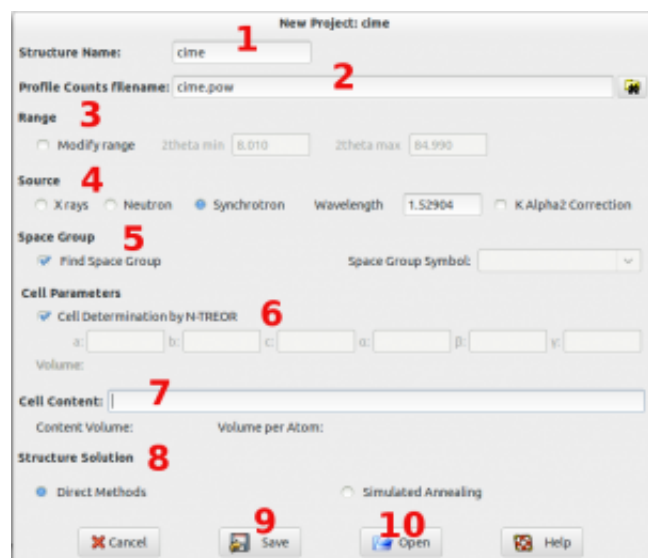 New Project: cime
1
Structure Name: cime
2
Profile Counts filename: cime.pow
Range 3
Modify range 2theta min 8.010 2theta max 84.990
Source 4
X rays Neutron Synchrotron Wavelength 1.52904 K Alpha2 Correction
Space Group 5
Find Space Group Space Group Symbol:
Cell Parameters
Cell Determination by N-TREOR 6
a: b: c: α: β: γ:
Volume:
Cell Content: 7
Content Volume: Volume per Atom:
Structure Solution 8
Direct Methods Simulated Annealing
9 10
Cancel Save Open Help